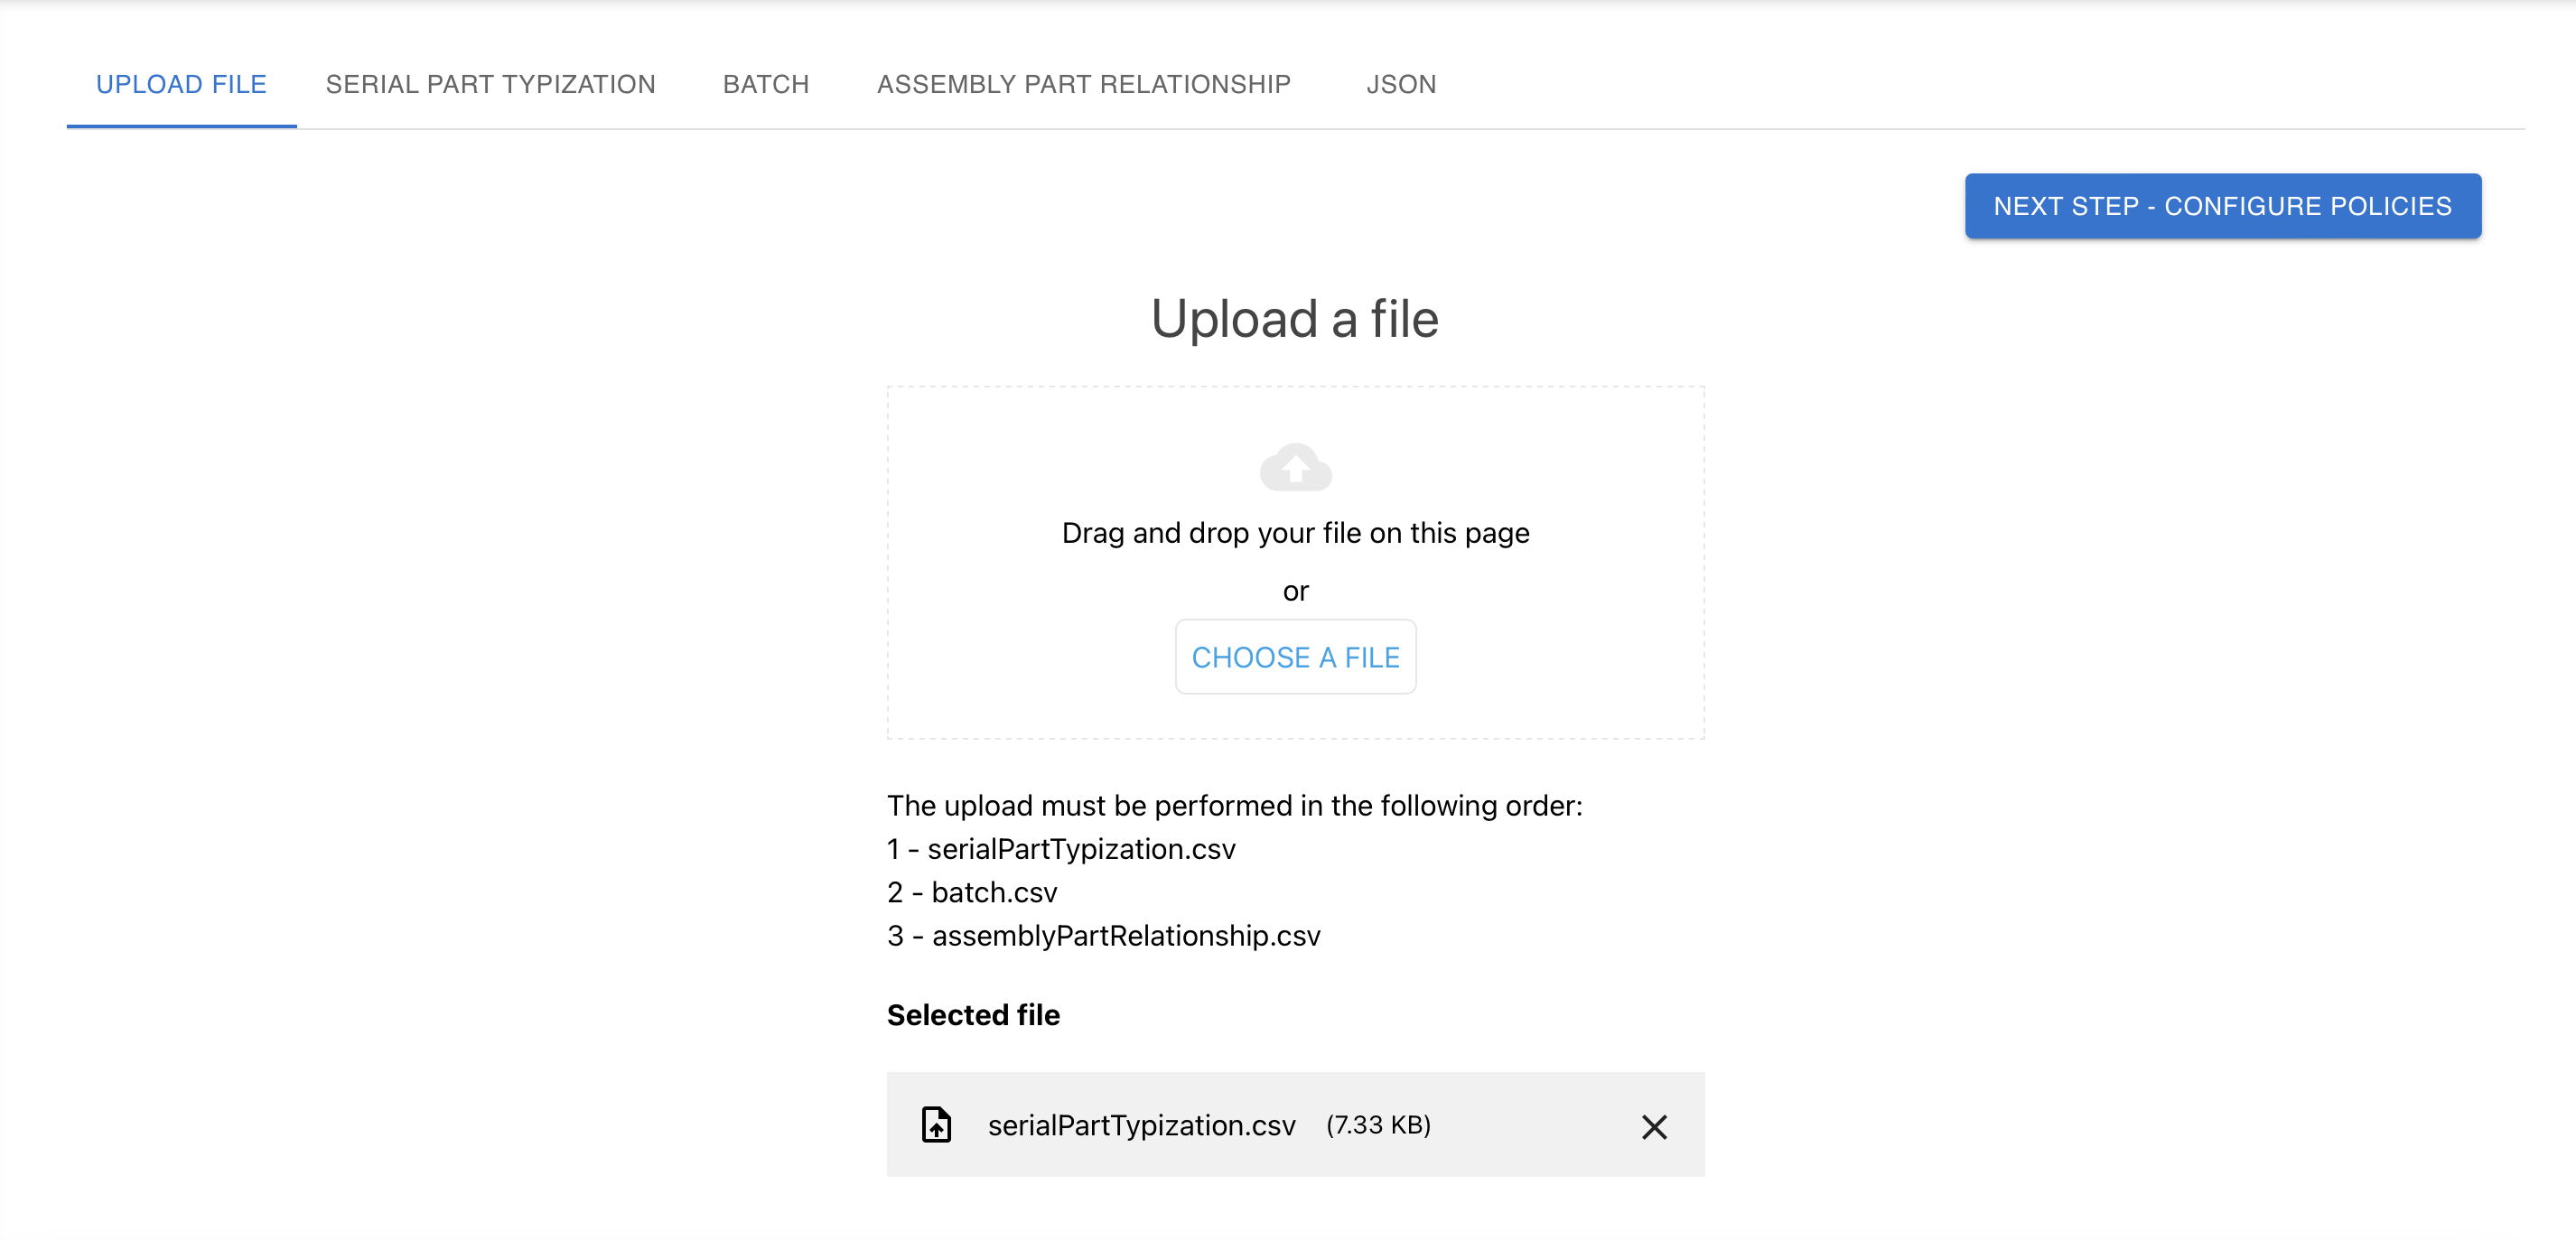 UPLOAD FILE SERIAL PART TYPIZATION BATCH ASSEMBLY PART RELATIONSHIP JSON
NEXT STEP - CONFIGURE POLICIES
Upload a file
Drag and drop your file on this page
or
CHOOSE A FILE
The upload must be performed in the following order:
1 - serialPartTypization.csv
2 - batch.csv
3 - assemblyPartRelationship.csv
Selected file
serialPartTypization.csv (7.33 KB)